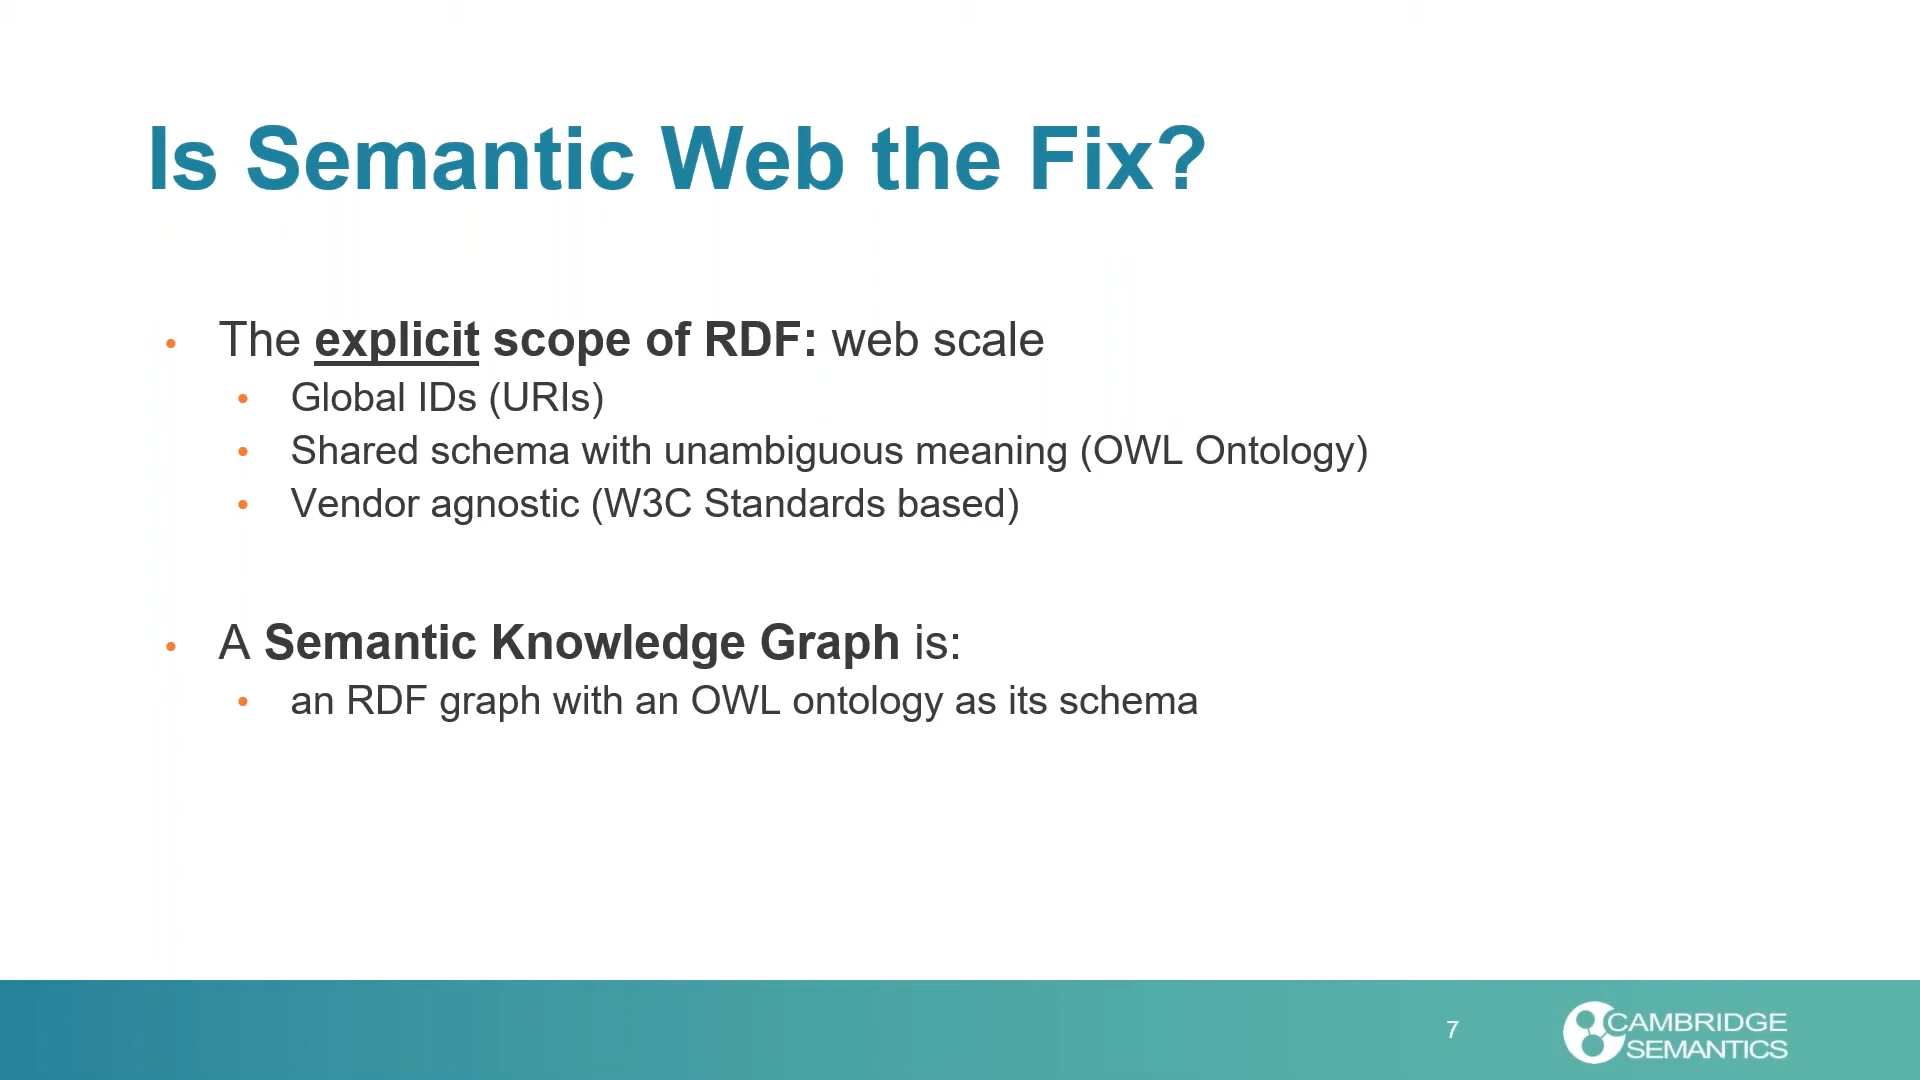 Is Semantic Web the Fix?
• The explicit scope of RDF: web scale
• Global IDs (URIs)
• Shared schema with unambiguous meaning (OWL Ontology)
• Vendor agnostic (W3C Standards based)
• A Semantic Knowledge Graph is:
• an RDF graph with an OWL ontology as its schema
7
CAMBRIDGE
SEMANTICS